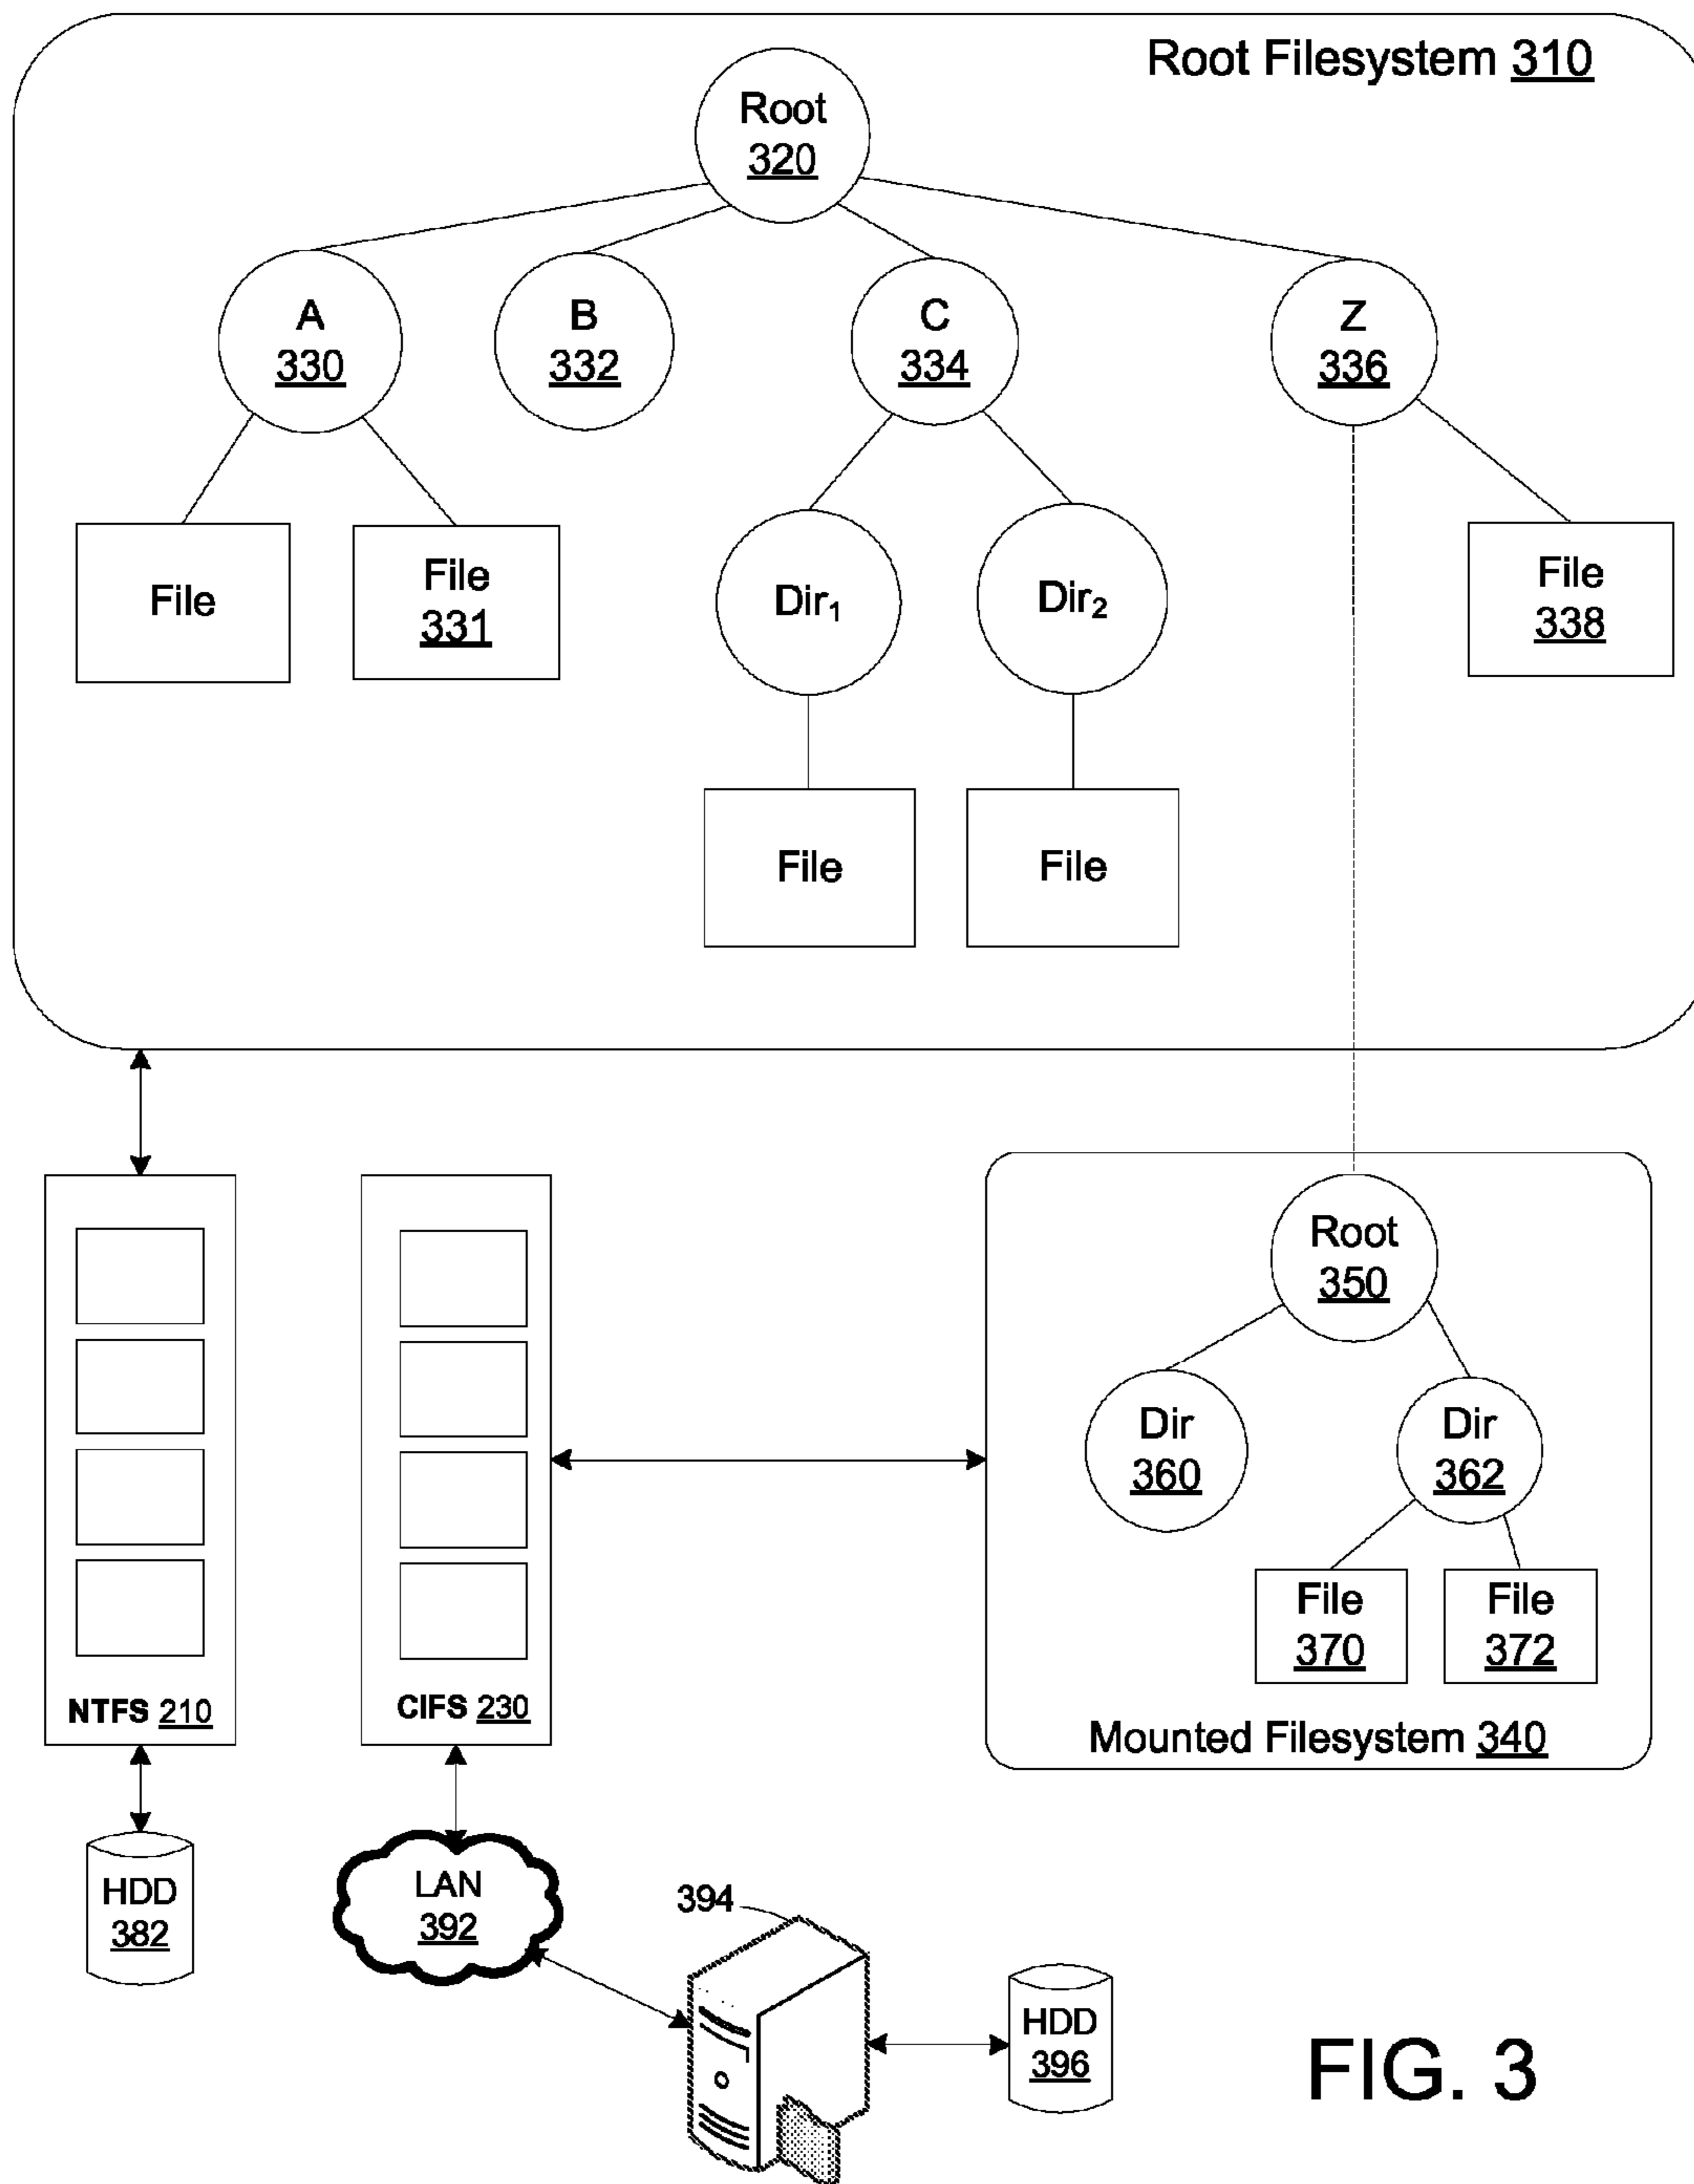 Root Filesystem 310
Root
320
A
330
B
332
C
334
Z
336
File
File
331
Dir₁
Dir₂
File
338
File
File
Root
350
Dir
360
Dir
362
File
370
File
372
NTFS 210
CIFS 230
Mounted Filesystem 340
HDD
382
LAN
392
394
HDD
396
FIG. 3